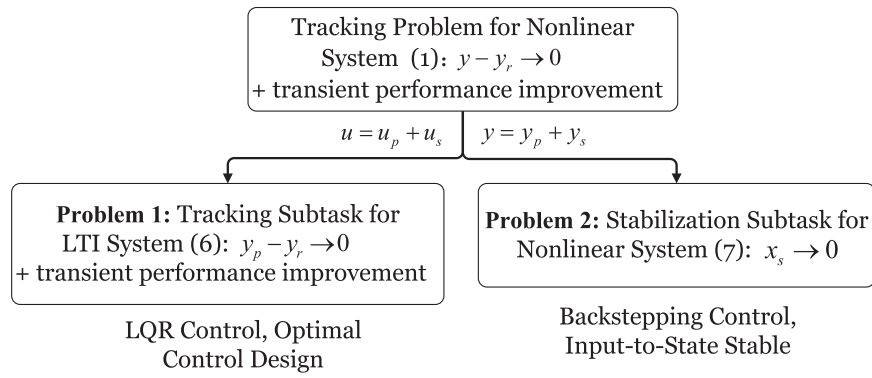 Tracking Problem for Nonlinear
System (1): y − y_r → 0
+ transient performance improvement
u = u_p + u_s
y = y_p + y_s
Problem 1: Tracking Subtask for
LTI System (6): y_p − y_r → 0
+ transient performance improvement
Problem 2: Stabilization Subtask for
Nonlinear System (7): x_s → 0
LQR Control, Optimal
Control Design
Backstepping Control,
Input-to-State Stable